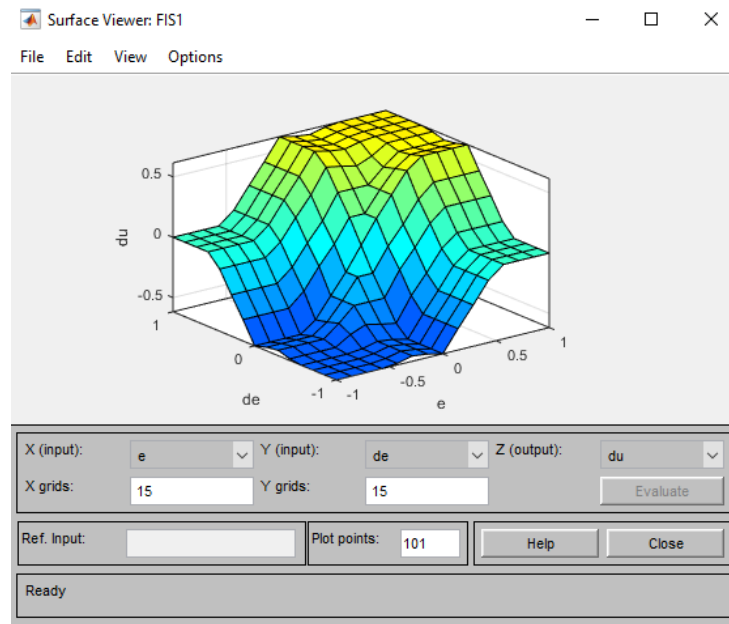 Surface Viewer: FIS1
File Edit View Options
0.5
0
-0.5
du
1
0
-1
de
-1
-0.5
0
0.5
1
e
X (input): e Y (input): de Z (output): du
X grids: 15 Y grids: 15 Evaluate
Ref. Input: Plot points: 101 Help Close
Ready